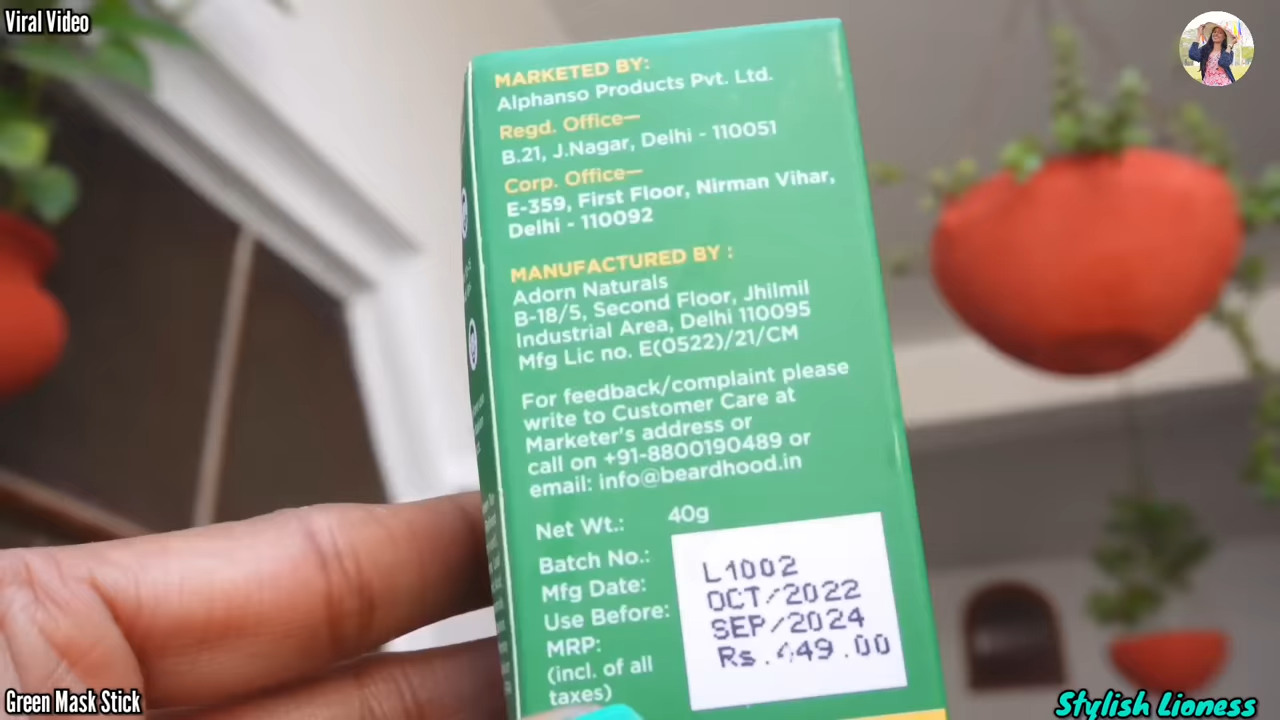 Viral Video
MARKETED BY:
Alphanso Products Pvt. Ltd.
Regd. Office—
B.21, J.Nagar, Delhi - 110051
Corp. Office—
E-359, First Floor, Nirman Vihar,
Delhi - 110092
MANUFACTURED BY :
Adorn Naturals
B-18/5, Second Floor, Jhilmil
Industrial Area, Delhi 110095
Mfg Lic no. E(0522)/21/CM
For feedback/complaint please
write to Customer Care at
Marketer's address or
call on +91-8800190489 or
email: info@beardhood.in
Net Wt.: 40g
Batch No.: L1002
Mfg Date: OCT/2022
Use Before: SEP/2024
MRP: Rs.449.00
(incl. of all
taxes)
Green Mask Stick
Stylish Lioness